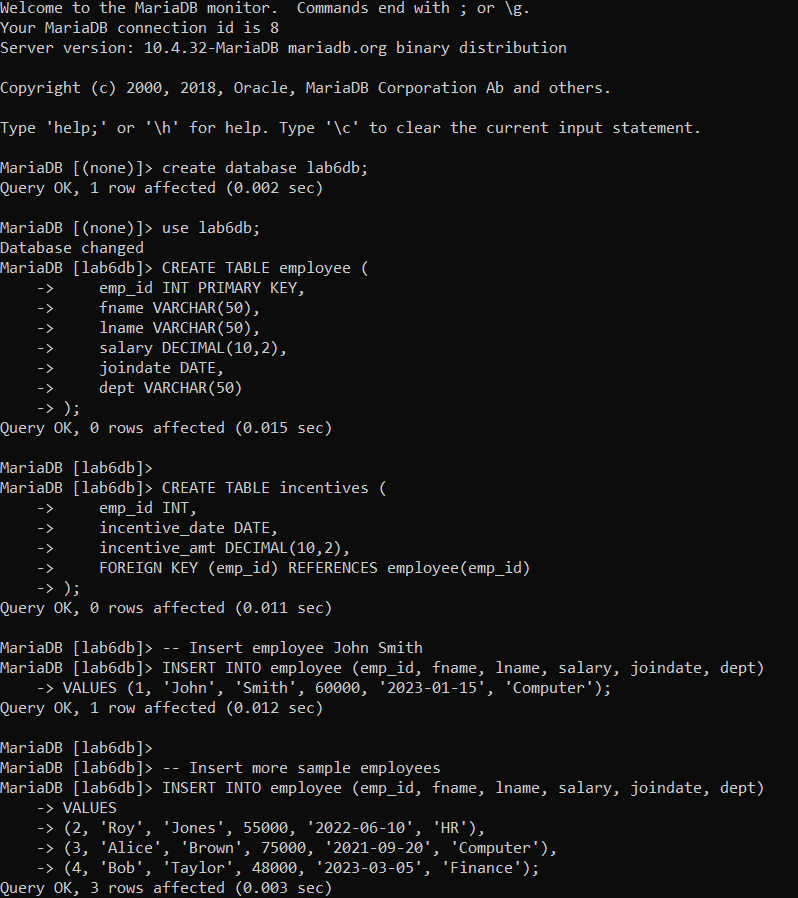 Welcome to the MariaDB monitor.  Commands end with ; or \g.
Your MariaDB connection id is 8
Server version: 10.4.32-MariaDB mariadb.org binary distribution

Copyright (c) 2000, 2018, Oracle, MariaDB Corporation Ab and others.

Type 'help;' or '\h' for help. Type '\c' to clear the current input statement.

MariaDB [(none)]> create database lab6db;
Query OK, 1 row affected (0.002 sec)

MariaDB [(none)]> use lab6db;
Database changed
MariaDB [lab6db]> CREATE TABLE employee (
    ->     emp_id INT PRIMARY KEY,
    ->     fname VARCHAR(50),
    ->     lname VARCHAR(50),
    ->     salary DECIMAL(10,2),
    ->     joindate DATE,
    ->     dept VARCHAR(50)
    -> );
Query OK, 0 rows affected (0.015 sec)

MariaDB [lab6db]>
MariaDB [lab6db]> CREATE TABLE incentives (
    ->     emp_id INT,
    ->     incentive_date DATE,
    ->     incentive_amt DECIMAL(10,2),
    ->     FOREIGN KEY (emp_id) REFERENCES employee(emp_id)
    -> );
Query OK, 0 rows affected (0.011 sec)

MariaDB [lab6db]> -- Insert employee John Smith
MariaDB [lab6db]> INSERT INTO employee (emp_id, fname, lname, salary, joindate, dept)
    -> VALUES (1, 'John', 'Smith', 60000, '2023-01-15', 'Computer');
Query OK, 1 row affected (0.012 sec)

MariaDB [lab6db]>
MariaDB [lab6db]> -- Insert more sample employees
MariaDB [lab6db]> INSERT INTO employee (emp_id, fname, lname, salary, joindate, dept)
    -> VALUES
    -> (2, 'Roy', 'Jones', 55000, '2022-06-10', 'HR'),
    -> (3, 'Alice', 'Brown', 75000, '2021-09-20', 'Computer'),
    -> (4, 'Bob', 'Taylor', 48000, '2023-03-05', 'Finance');
Query OK, 3 rows affected (0.003 sec)